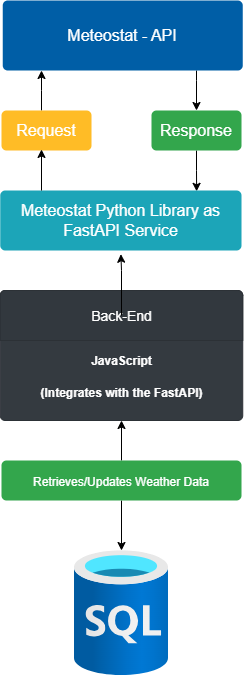 Meteostat - API
Request
Response
Meteostat Python Library as
FastAPI Service
Back-End
JavaScript
(Integrates with the FastAPI)
Retrieves/Updates Weather Data
SQL